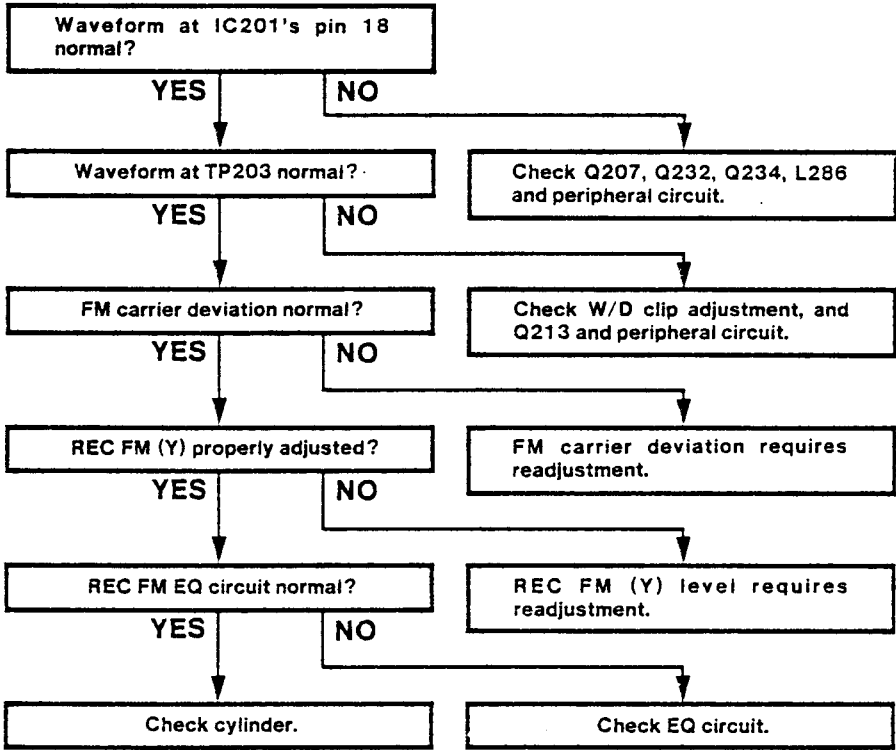 Waveform at IC201's pin 18
normal?
YES
NO
Waveform at TP203 normal?
Check Q207, Q232, Q234, L286
and peripheral circuit.
YES
NO
FM carrier deviation normal?
Check W/D clip adjustment, and
Q213 and peripheral circuit.
YES
NO
REC FM (Y) properly adjusted?
FM carrier deviation requires
readjustment.
YES
NO
REC FM EQ circuit normal?
REC FM (Y) level requires
readjustment.
YES
NO
Check cylinder.
Check EQ circuit.